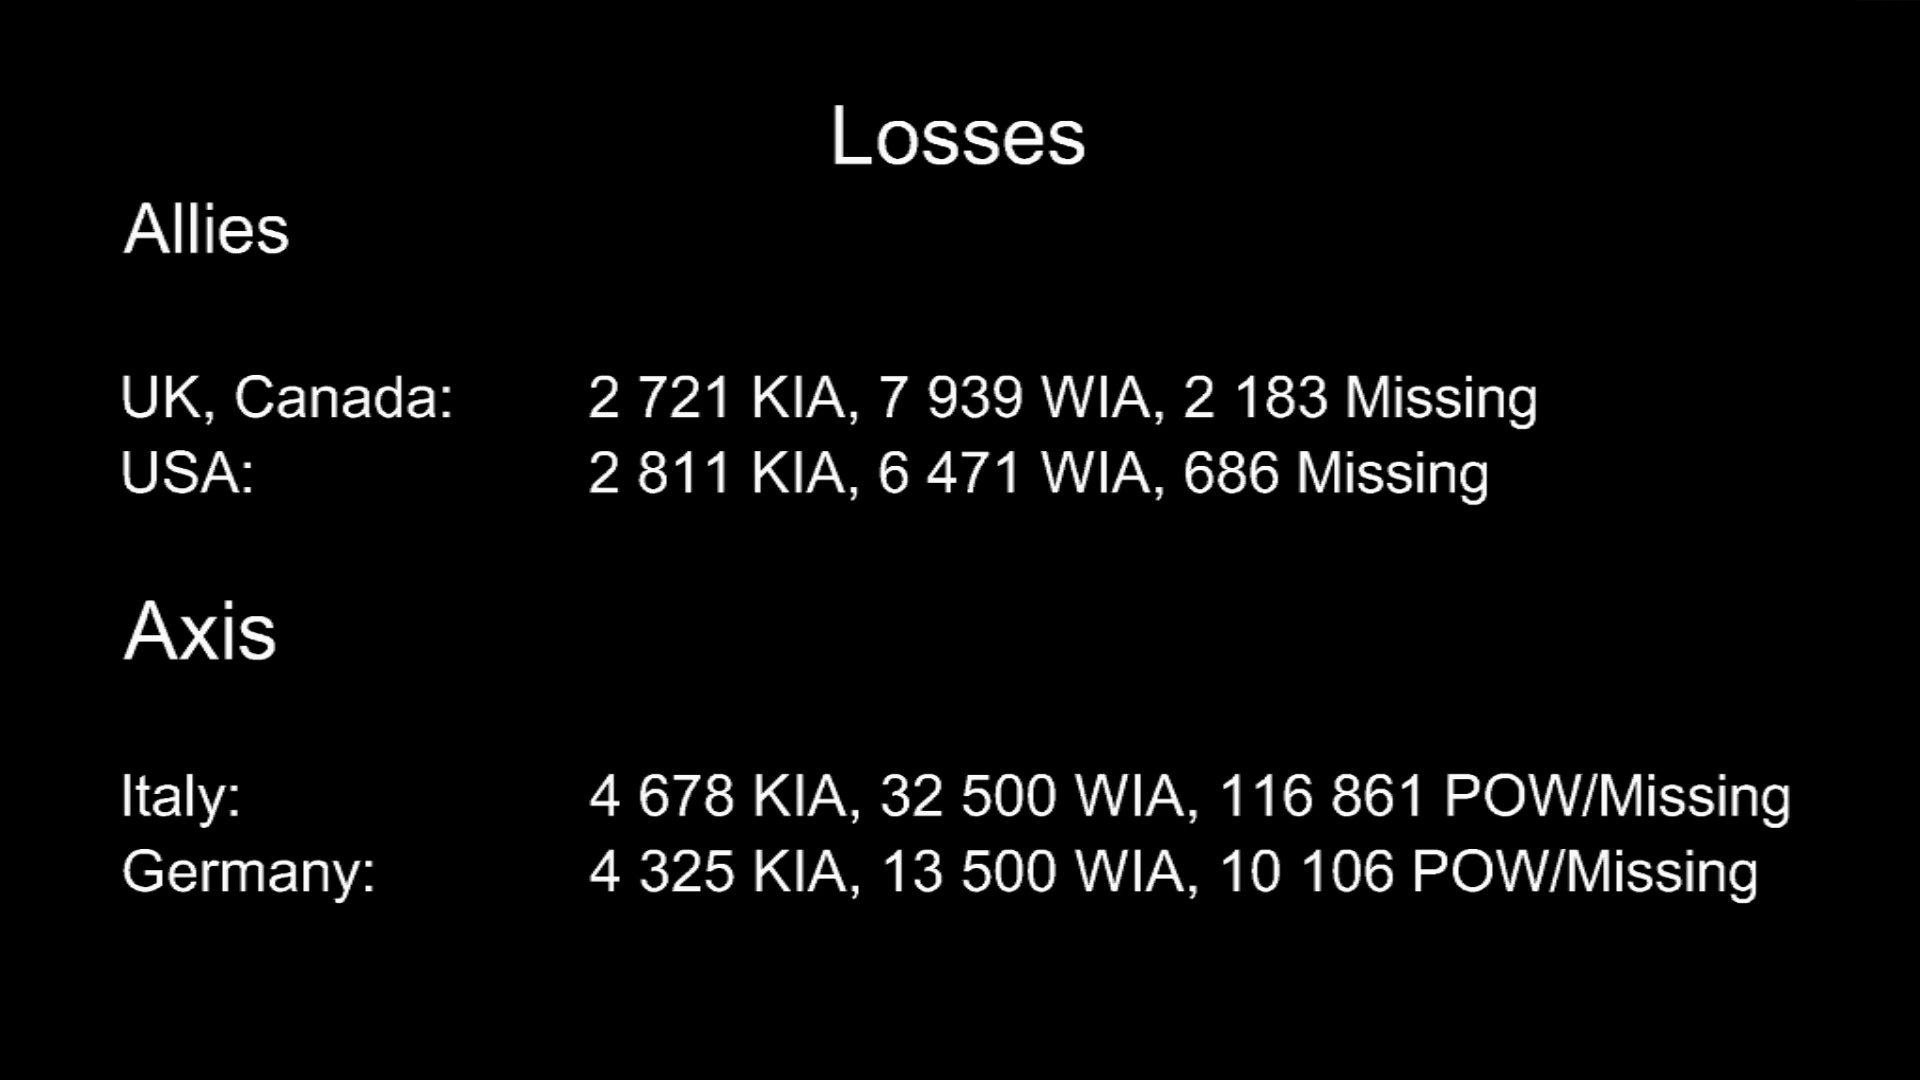 Losses
Allies
UK, Canada: 2 721 KIA, 7 939 WIA, 2 183 Missing
USA: 2 811 KIA, 6 471 WIA, 686 Missing
Axis
Italy: 4 678 KIA, 32 500 WIA, 116 861 POW/Missing
Germany: 4 325 KIA, 13 500 WIA, 10 106 POW/Missing